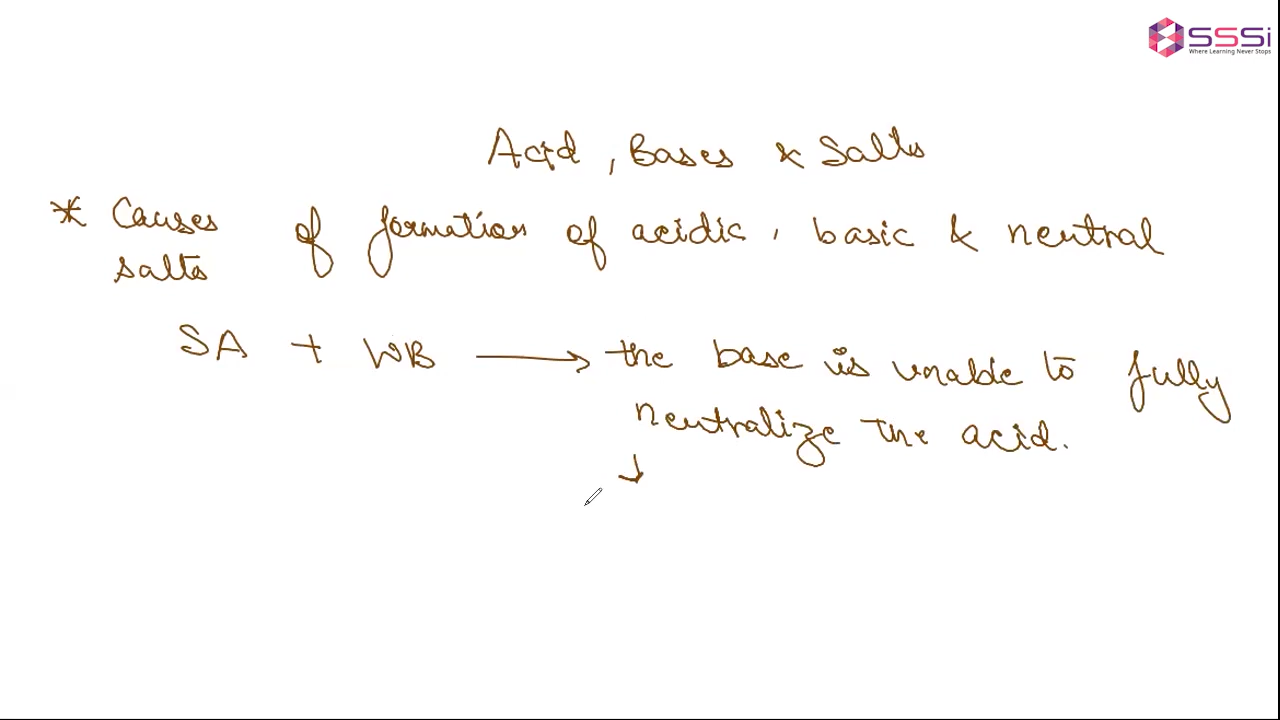 SSSi
Where Learning Never Stops
Acid, Bases & Salts
* Causes of formation of acidic, basic & neutral
salts
SA + WB → the base is unable to fully
neutralize the acid.
↓